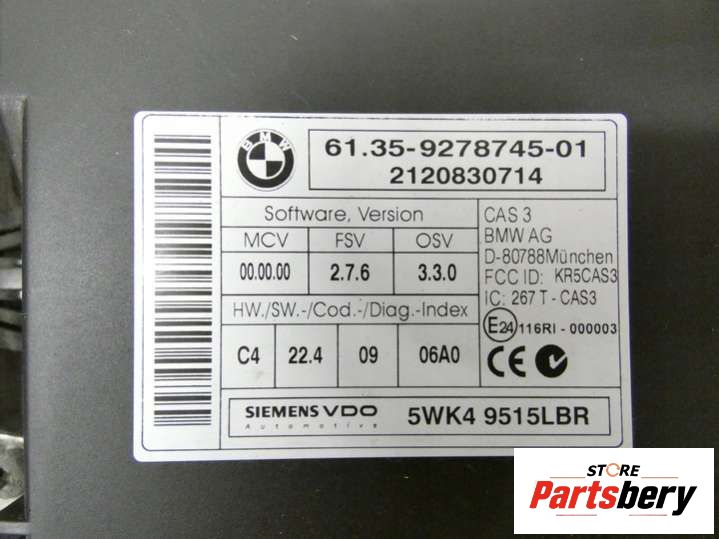 BMW
61.35-9278745-01
2120830714
Software, Version
MCV FSV OSV
00.00.00 2.7.6 3.3.0
HW./SW.-/Cod.-/Diag.-Index
C4 22.4 09 06A0
CAS 3
BMW AG
D-80788München
FCC ID: KR5CAS3
IC: 267 T - CAS3
E24 116RI - 000003
CE
SIEMENS VDO
Automotive
5WK4 9515LBR
STORE
Partsbery